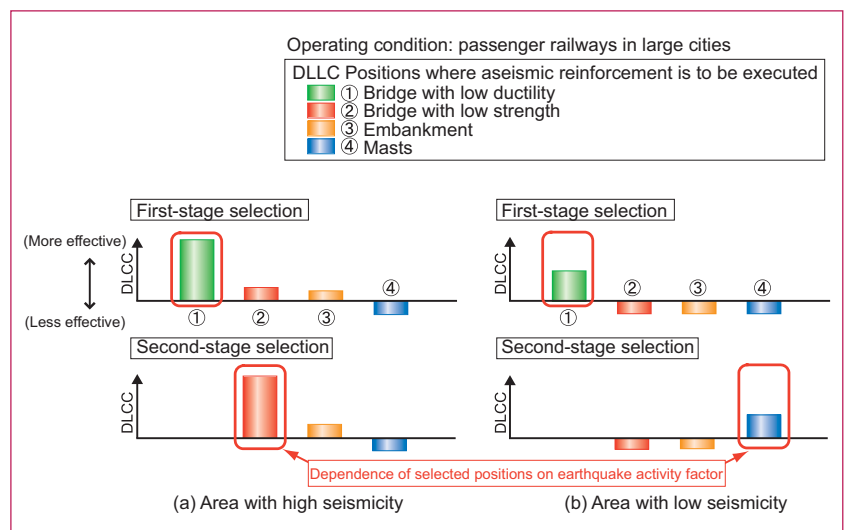 Operating condition: passenger railways in large cities
DLLC Positions where aseismic reinforcement is to be executed
① Bridge with low ductility
② Bridge with low strength
③ Embankment
④ Masts
First-stage selection
(More effective)
(Less effective)
DLCC
①
②
③
④
Second-stage selection
DLCC
First-stage selection
DLCC
①
②
③
④
Second-stage selection
DLCC
Dependence of selected positions on earthquake activity factor
(a) Area with high seismicity
(b) Area with low seismicity